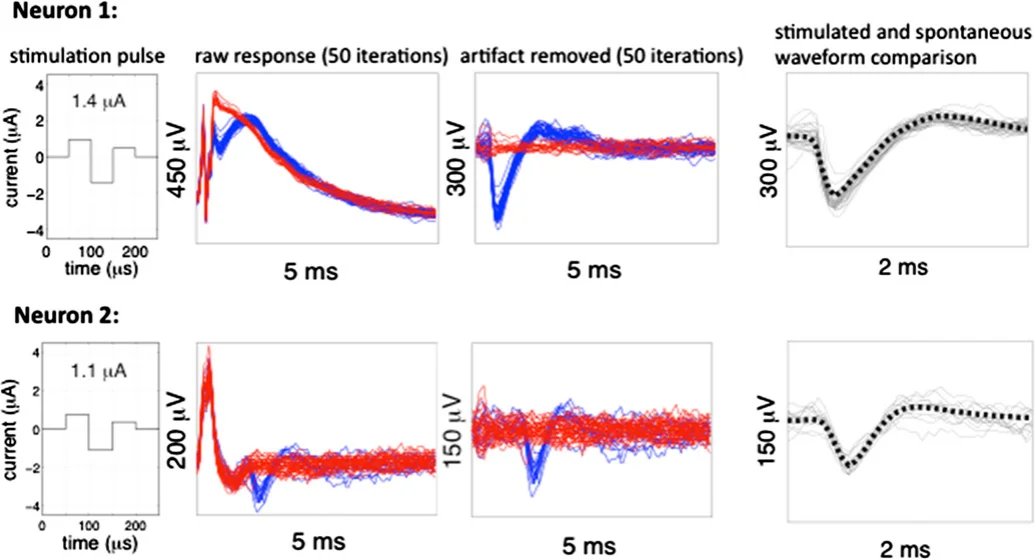 Neuron 1:
stimulation pulse
raw response (50 iterations)
artifact removed (50 iterations)
stimulated and spontaneous
waveform comparison
current (μA)
4
2
0
−2
−4
1.4 μA
0 100 200
time (μs)
450 μV
5 ms
300 μV
5 ms
300 μV
2 ms
Neuron 2:
current (μA)
4
2
0
−2
−4
1.1 μA
0 100 200
time (μs)
200 μV
5 ms
150 μV
5 ms
150 μV
2 ms